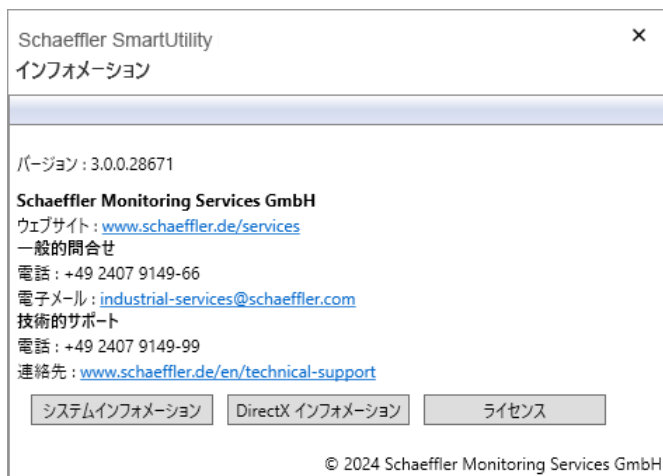 Schaeffler SmartUtility
インフォメーション
バージョン : 3.0.0.28671
Schaeffler Monitoring Services GmbH
ウェブサイト : www.schaeffler.de/services
一般的問合せ
電話 : +49 2407 9149-66
電子メール : industrial-services@schaeffler.com
技術的サポート
電話 : +49 2407 9149-99
連絡先 : www.schaeffler.de/en/technical-support
システムインフォメーション DirectX インフォメーション ライセンス
© 2024 Schaeffler Monitoring Services GmbH